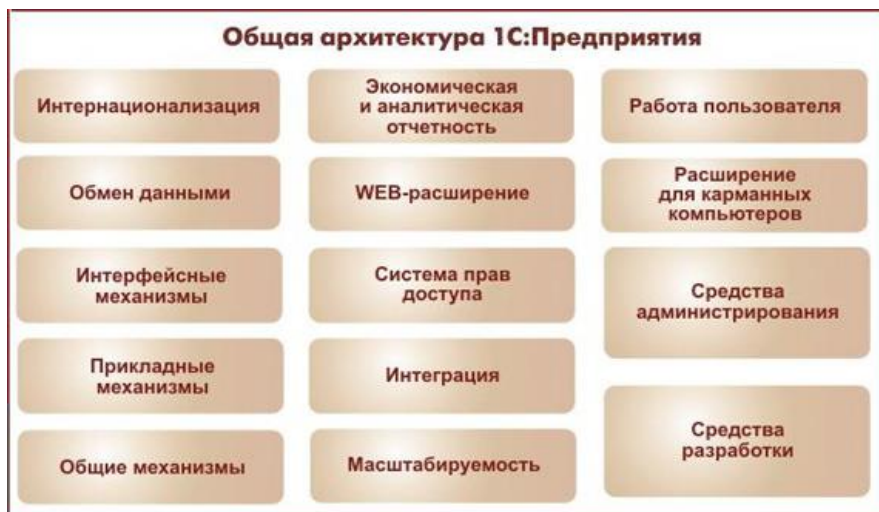 Общая архитектура 1С:Предприятия
Интернационализация
Экономическая
и аналитическая
отчетность
Работа пользователя
Обмен данными
WEB-расширение
Расширение
для карманных
компьютеров
Интерфейсные
механизмы
Система прав
доступа
Средства
администрирования
Прикладные
механизмы
Интеграция
Средства
разработки
Общие механизмы
Масштабируемость